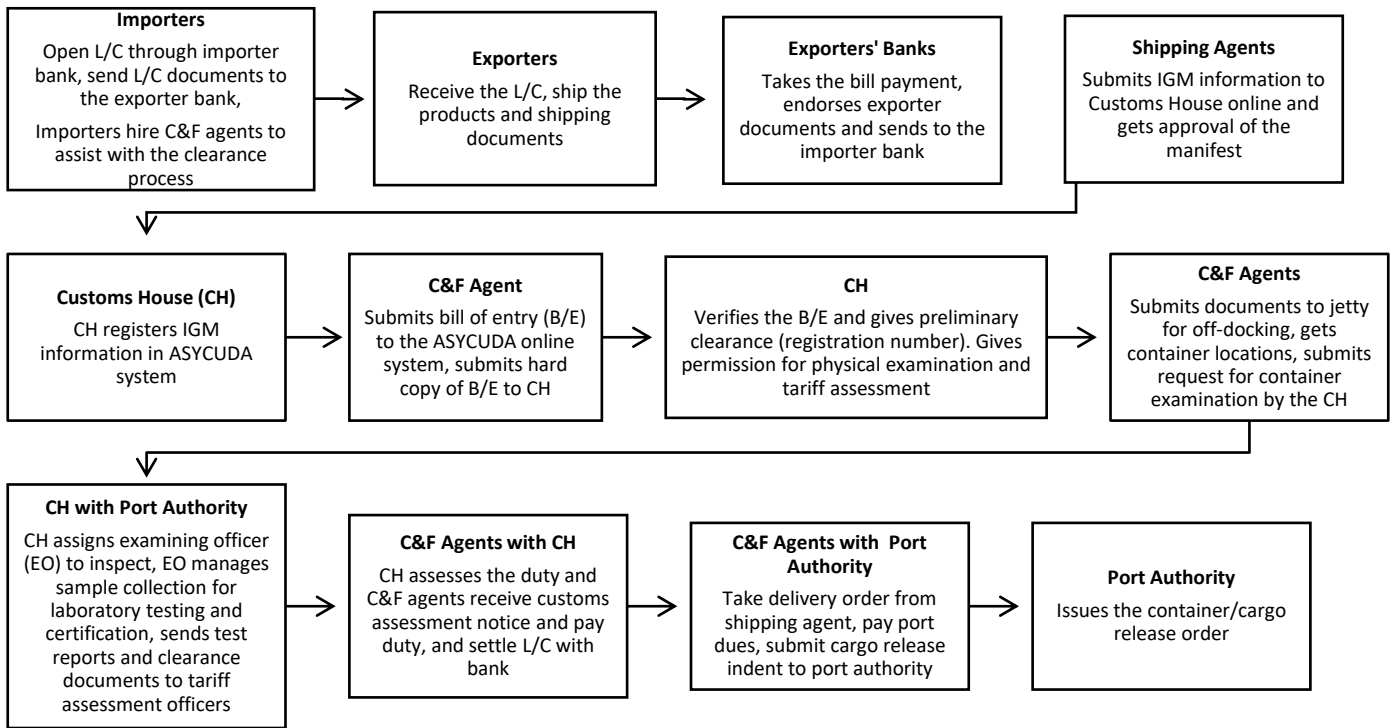 Importers
Open L/C through importer
bank, send L/C documents to
the exporter bank,
Importers hire C&F agents to
assist with the clearance
process
Exporters
Receive the L/C, ship the
products and shipping
documents
Exporters' Banks
Takes the bill payment,
endorses exporter
documents and sends to the
importer bank
Shipping Agents
Submits IGM information to
Customs House online and
gets approval of the
manifest
Customs House (CH)
CH registers IGM
information in ASYCUDA
system
C&F Agent
Submits bill of entry (B/E)
to the ASYCUDA online
system, submits hard
copy of B/E to CH
CH
Verifies the B/E and gives preliminary
clearance (registration number). Gives
permission for physical examination and
tariff assessment
C&F Agents
Submits documents to jetty
for off-docking, gets
container locations, submits
request for container
examination by the CH
CH with Port Authority
CH assigns examining officer
(EO) to inspect, EO manages
sample collection for
laboratory testing and
certification, sends test
reports and clearance
documents to tariff
assessment officers
C&F Agents with CH
CH assesses the duty and
C&F agents receive customs
assessment notice and pay
duty, and settle L/C with
bank
C&F Agents with Port
Authority
Take delivery order from
shipping agent, pay port
dues, submit cargo release
indent to port authority
Port Authority
Issues the container/cargo
release order